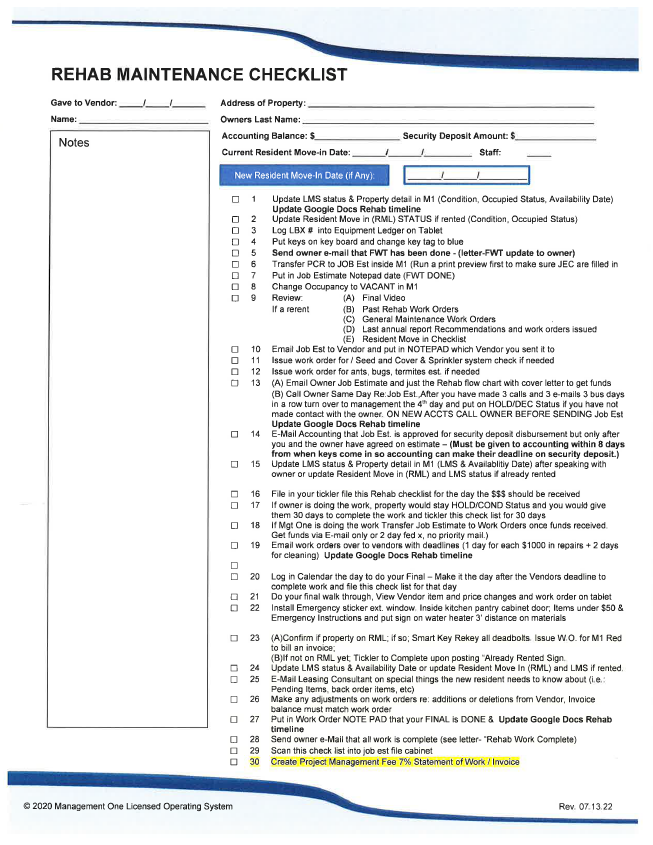 REHAB MAINTENANCE CHECKLIST
Gave to Vendor: _____/_____/_______
Address of Property: ______________________________
Name: ______________________
Owners Last Name: ______________________________
Notes
Accounting Balance: $__________________ Security Deposit Amount: $_________________
Current Resident Move-in Date: _______/_______/__________ Staff: _____
New Resident Move-In Date (if Any): _______/_______/__________
☐ 1 Update LMS status & Property detail in M1 (Condition, Occupied Status, Availability Date)
Update Google Docs Rehab timeline
☐ 2 Update Resident Move in (RML) STATUS if rented (Condition, Occupied Status)
☐ 3 Log LBX # into Equipment Ledger on Tablet
☐ 4 Put keys on key board and change key tag to blue
☐ 5 Send owner e-mail that FWT has been done - (letter-FWT update to owner)
☐ 6 Transfer PCR to JOB Est inside M1 (Run a print preview first to make sure JEC are filled in
☐ 7 Put in Job Estimate Notepad date (FWT DONE)
☐ 8 Change Occupancy to VACANT in M1
☐ 9 Review: (A) Final Video
If a rerent (B) Past Rehab Work Orders
(C) General Maintenance Work Orders
(D) Last annual report Recommendations and work orders issued
(E) Resident Move in Checklist
☐ 10 Email Job Est to Vendor and put in NOTEPAD which Vendor you sent it to
☐ 11 Issue work order for / Seed and Cover & Sprinkler system check if needed
☐ 12 Issue work order for ants, bugs, termites est. if needed
☐ 13 (A) Email Owner Job Estimate and just the Rehab flow chart with cover letter to get funds
(B) Call Owner Same Day Re:Job Est.,After you have made 3 calls and 3 e-mails 3 bus days
in a row turn over to management the 4th day and put on HOLD/DEC Status if you have not
made contact with the owner. ON NEW ACCTS CALL OWNER BEFORE SENDING Job Est
Update Google Docs Rehab timeline
☐ 14 E-Mail Accounting that Job Est. is approved for security deposit disbursement but only after
you and the owner have agreed on estimate – (Must be given to accounting within 8 days
from when keys come in so accounting can make their deadline on security deposit.)
☐ 15 Update LMS status & Property detail in M1 (LMS & Availablitiy Date) after speaking with
owner or update Resident Move in (RML) and LMS status if already rented
☐ 16 File in your tickler file this Rehab checklist for the day the $$$ should be received
☐ 17 If owner is doing the work, property would stay HOLD/COND Status and you would give
them 30 days to complete the work and tickler this check list for 30 days
☐ 18 If Mgt One is doing the work Transfer Job Estimate to Work Orders once funds received.
Get funds via E-mail only or 2 day fed x, no priority mail.)
☐ 19 Email work orders over to vendors with deadlines (1 day for each $1000 in repairs + 2 days
for cleaning) Update Google Docs Rehab timeline
☐
☐ 20 Log in Calendar the day to do your Final – Make it the day after the Vendors deadline to
complete work and file this check list for that day
☐ 21 Do your final walk through, View Vendor item and price changes and work order on tablet
☐ 22 Install Emergency sticker ext. window. Inside kitchen pantry cabinet door; Items under $50 &
Emergency Instructions and put sign on water heater 3' distance on materials
☐ 23 (A)Confirm if property on RML; if so; Smart Key Rekey all deadbolts. Issue W.O. for M1 Red
to bill an invoice;
(B)If not on RML yet; Tickler to Complete upon posting “Already Rented Sign.
☐ 24 Update LMS status & Availability Date or update Resident Move In (RML) and LMS if rented.
☐ 25 E-Mail Leasing Consultant on special things the new resident needs to know about (i.e.:
Pending Items, back order items, etc)
☐ 26 Make any adjustments on work orders re: additions or deletions from Vendor, Invoice
balance must match work order
☐ 27 Put in Work Order NOTE PAD that your FINAL is DONE & Update Google Docs Rehab
timeline
☐ 28 Send owner e-Mail that all work is complete (see letter- “Rehab Work Complete)
☐ 29 Scan this check list into job est file cabinet
☐ 30 Create Project Management Fee 7% Statement of Work / Invoice
© 2020 Management One Licensed Operating System
Rev. 07.13.22